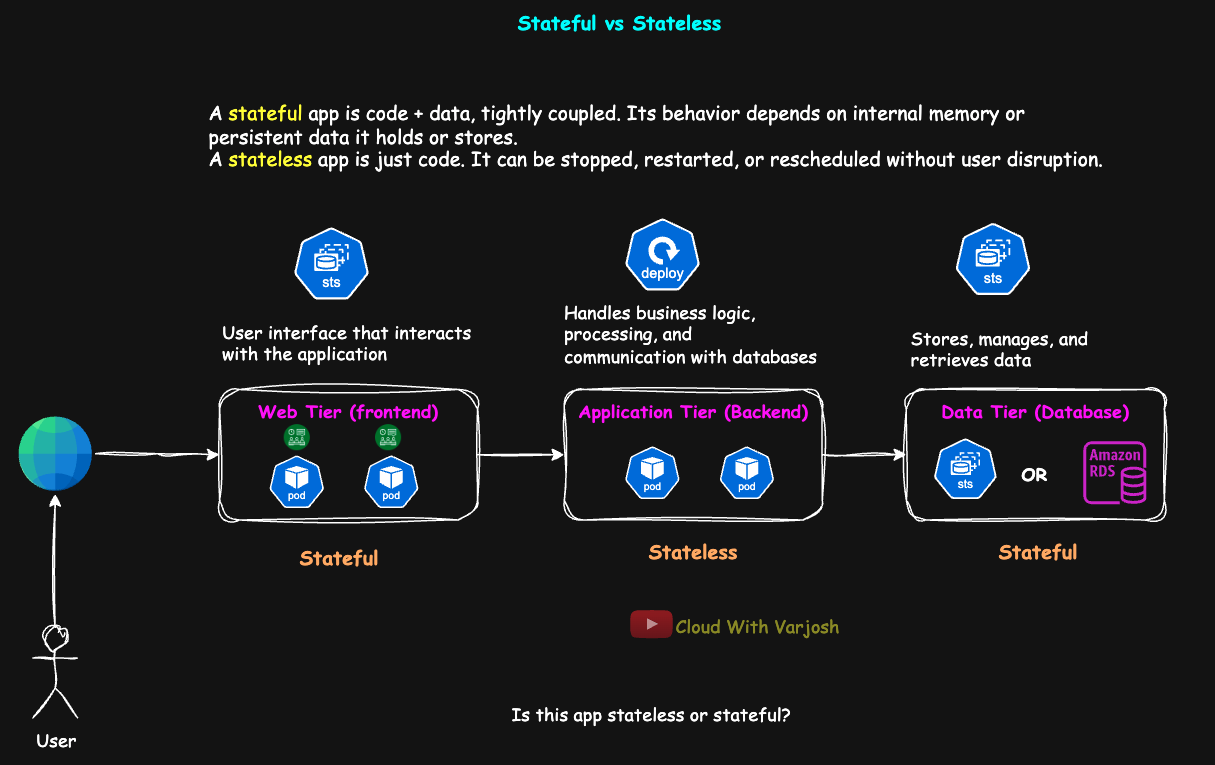 Stateful vs Stateless
A stateful app is code + data, tightly coupled. Its behavior depends on internal memory or
persistent data it holds or stores.
A stateless app is just code. It can be stopped, restarted, or rescheduled without user disruption.
sts
deploy
sts
User interface that interacts
with the application
Handles business logic,
processing, and
communication with databases
Stores, manages, and
retrieves data
Web Tier (frontend)
pod
pod
Application Tier (Backend)
pod
pod
Data Tier (Database)
sts
OR
Amazon
RDS
Stateful
Stateless
Stateful
Cloud With Varjosh
User
Is this app stateless or stateful?